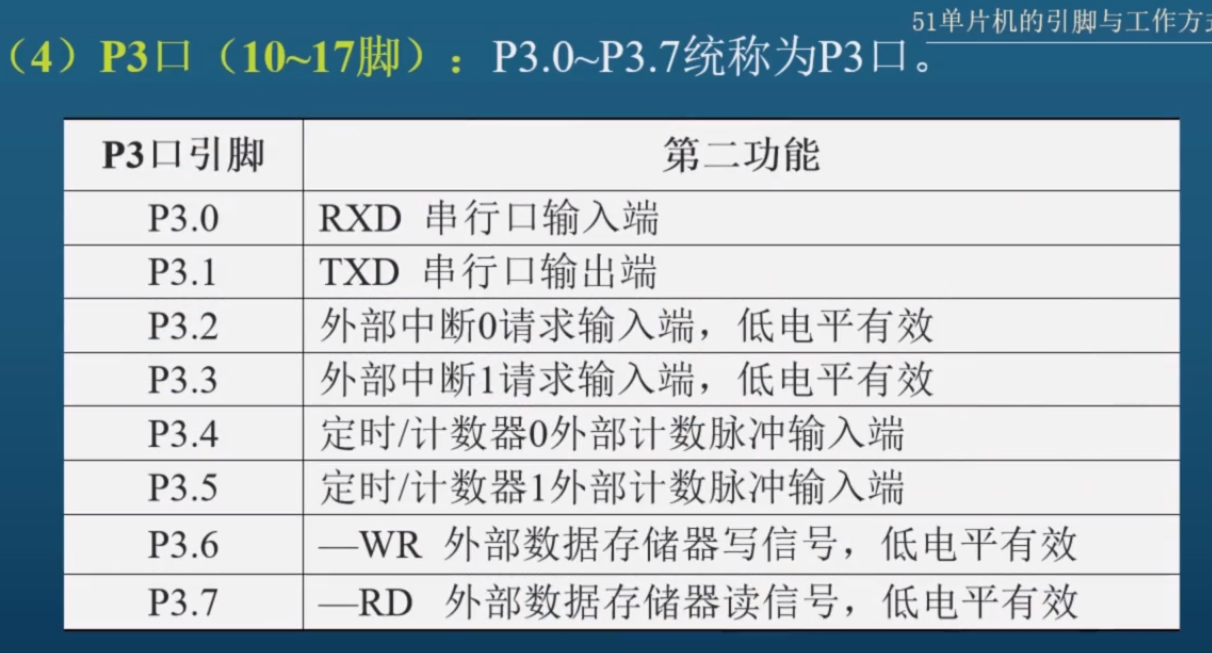 51单片机的引脚与工作方式
（4）P3口（10~17脚）：P3.0~P3.7统称为P3口。
P3口引脚 第二功能
P3.0 RXD 串行口输入端
P3.1 TXD 串行口输出端
P3.2 外部中断0请求输入端，低电平有效
P3.3 外部中断1请求输入端，低电平有效
P3.4 定时/计数器0外部计数脉冲输入端
P3.5 定时/计数器1外部计数脉冲输入端
P3.6 —WR 外部数据存储器写信号，低电平有效
P3.7 —RD 外部数据存储器读信号，低电平有效